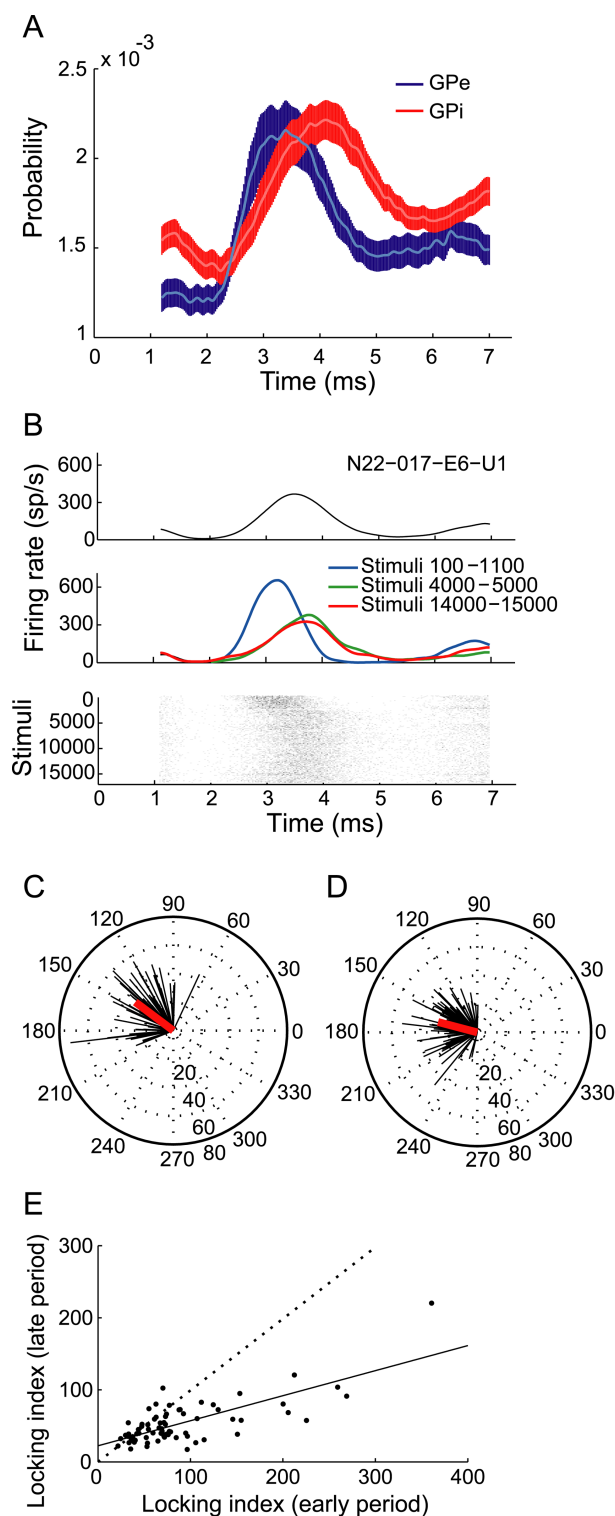 A
x 10-3
2.5
2
1.5
1
Probability
GPe
GPi
0 1 2 3 4 5 6 7
Time (ms)
B
Firing rate (sp/s)
600
300
0
N22-017-E6-U1
600
300
0
Stimuli 100-1100
Stimuli 4000-5000
Stimuli 14000-15000
Stimuli
0
5000
10000
15000
0 1 2 3 4 5 6 7
Time (ms)
C
90
120 60
150 30
180 0
210 330
240 300
270
20
40
60
80
D
90
120 60
150 30
180 0
210 330
240 300
270
20
40
60
80
E
Locking index (late period)
300
200
100
0
0 100 200 300 400
Locking index (early period)